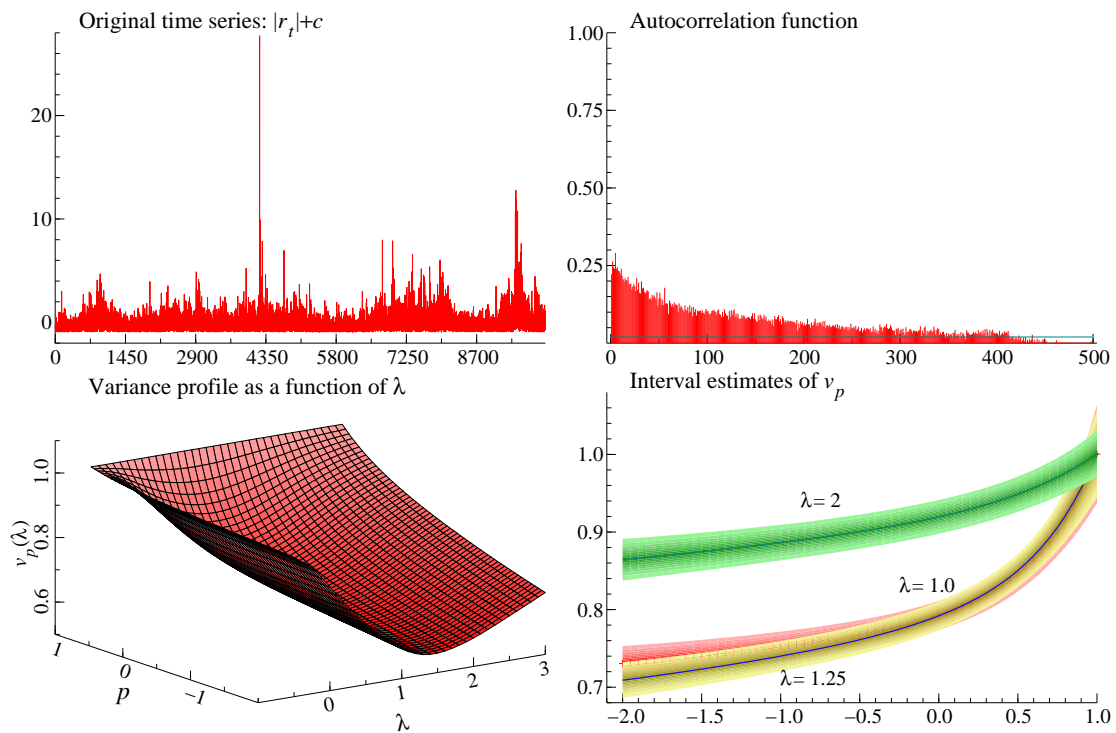 Original time series: |r_t|+c
20
10
0
0 1450 2900 4350 5800 7250 8700
Autocorrelation function
1.00
0.75
0.50
0.25
0 100 200 300 400 500
Variance profile as a function of λ
v_p(λ)
1.0
0.8
0.6
1
0
−1
p
0
1
2
3
λ
Interval estimates of v_p
1.0
0.9
0.8
0.7
λ= 2
λ= 1.0
λ= 1.25
−2.0 −1.5 −1.0 −0.5 0.0 0.5 1.0